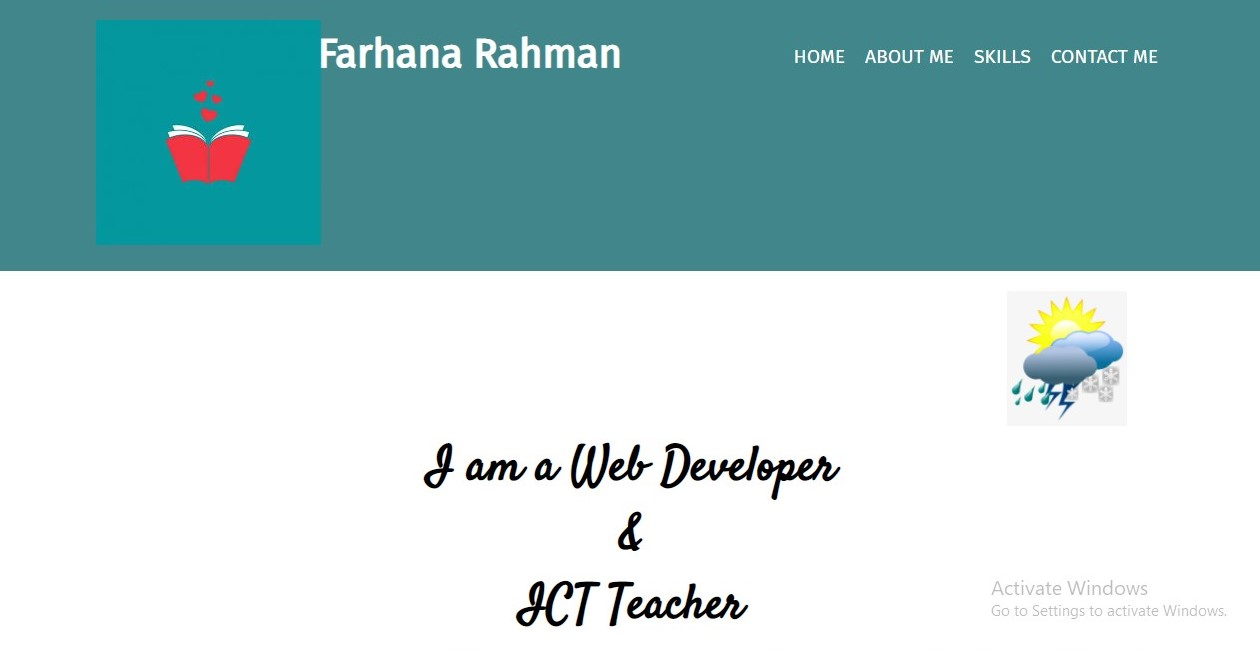 Farhana Rahman
HOME ABOUT ME SKILLS CONTACT ME
I am a Web Developer
&
ICT Teacher
Activate Windows
Go to Settings to activate Windows.